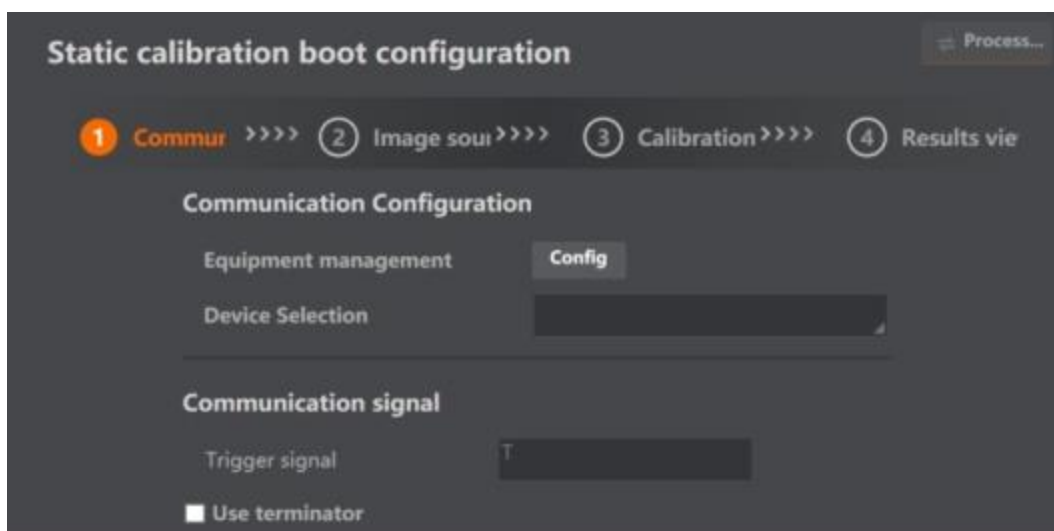 Static calibration boot configuration
Process...
1 Commur >>>> 2 Image sour >>>> 3 Calibration >>>> 4 Results vie
Communication Configuration
Equipment management Config
Device Selection
Communication signal
Trigger signal T
Use terminator